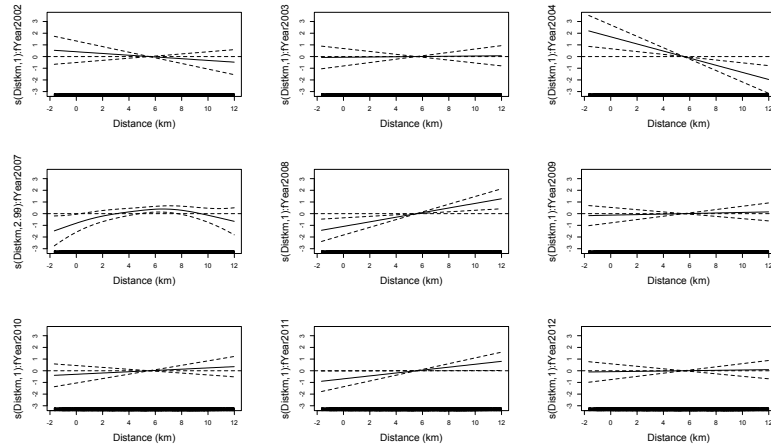 s(Distkm,1):fYear2002
3
2
1
0
-1
-2
-3
-2 0 2 4 6 8 10 12
Distance (km)
s(Distkm,1):fYear2003
3
2
1
0
-1
-2
-3
-2 0 2 4 6 8 10 12
Distance (km)
s(Distkm,1):fYear2004
3
2
1
0
-1
-2
-3
-2 0 2 4 6 8 10 12
Distance (km)
s(Distkm,2.99):fYear2007
3
2
1
0
-1
-2
-3
-2 0 2 4 6 8 10 12
Distance (km)
s(Distkm,1):fYear2008
3
2
1
0
-1
-2
-3
-2 0 2 4 6 8 10 12
Distance (km)
s(Distkm,1):fYear2009
3
2
1
0
-1
-2
-3
-2 0 2 4 6 8 10 12
Distance (km)
s(Distkm,1):fYear2010
3
2
1
0
-1
-2
-3
-2 0 2 4 6 8 10 12
Distance (km)
s(Distkm,1):fYear2011
3
2
1
0
-1
-2
-3
-2 0 2 4 6 8 10 12
Distance (km)
s(Distkm,1):fYear2012
3
2
1
0
-1
-2
-3
-2 0 2 4 6 8 10 12
Distance (km)